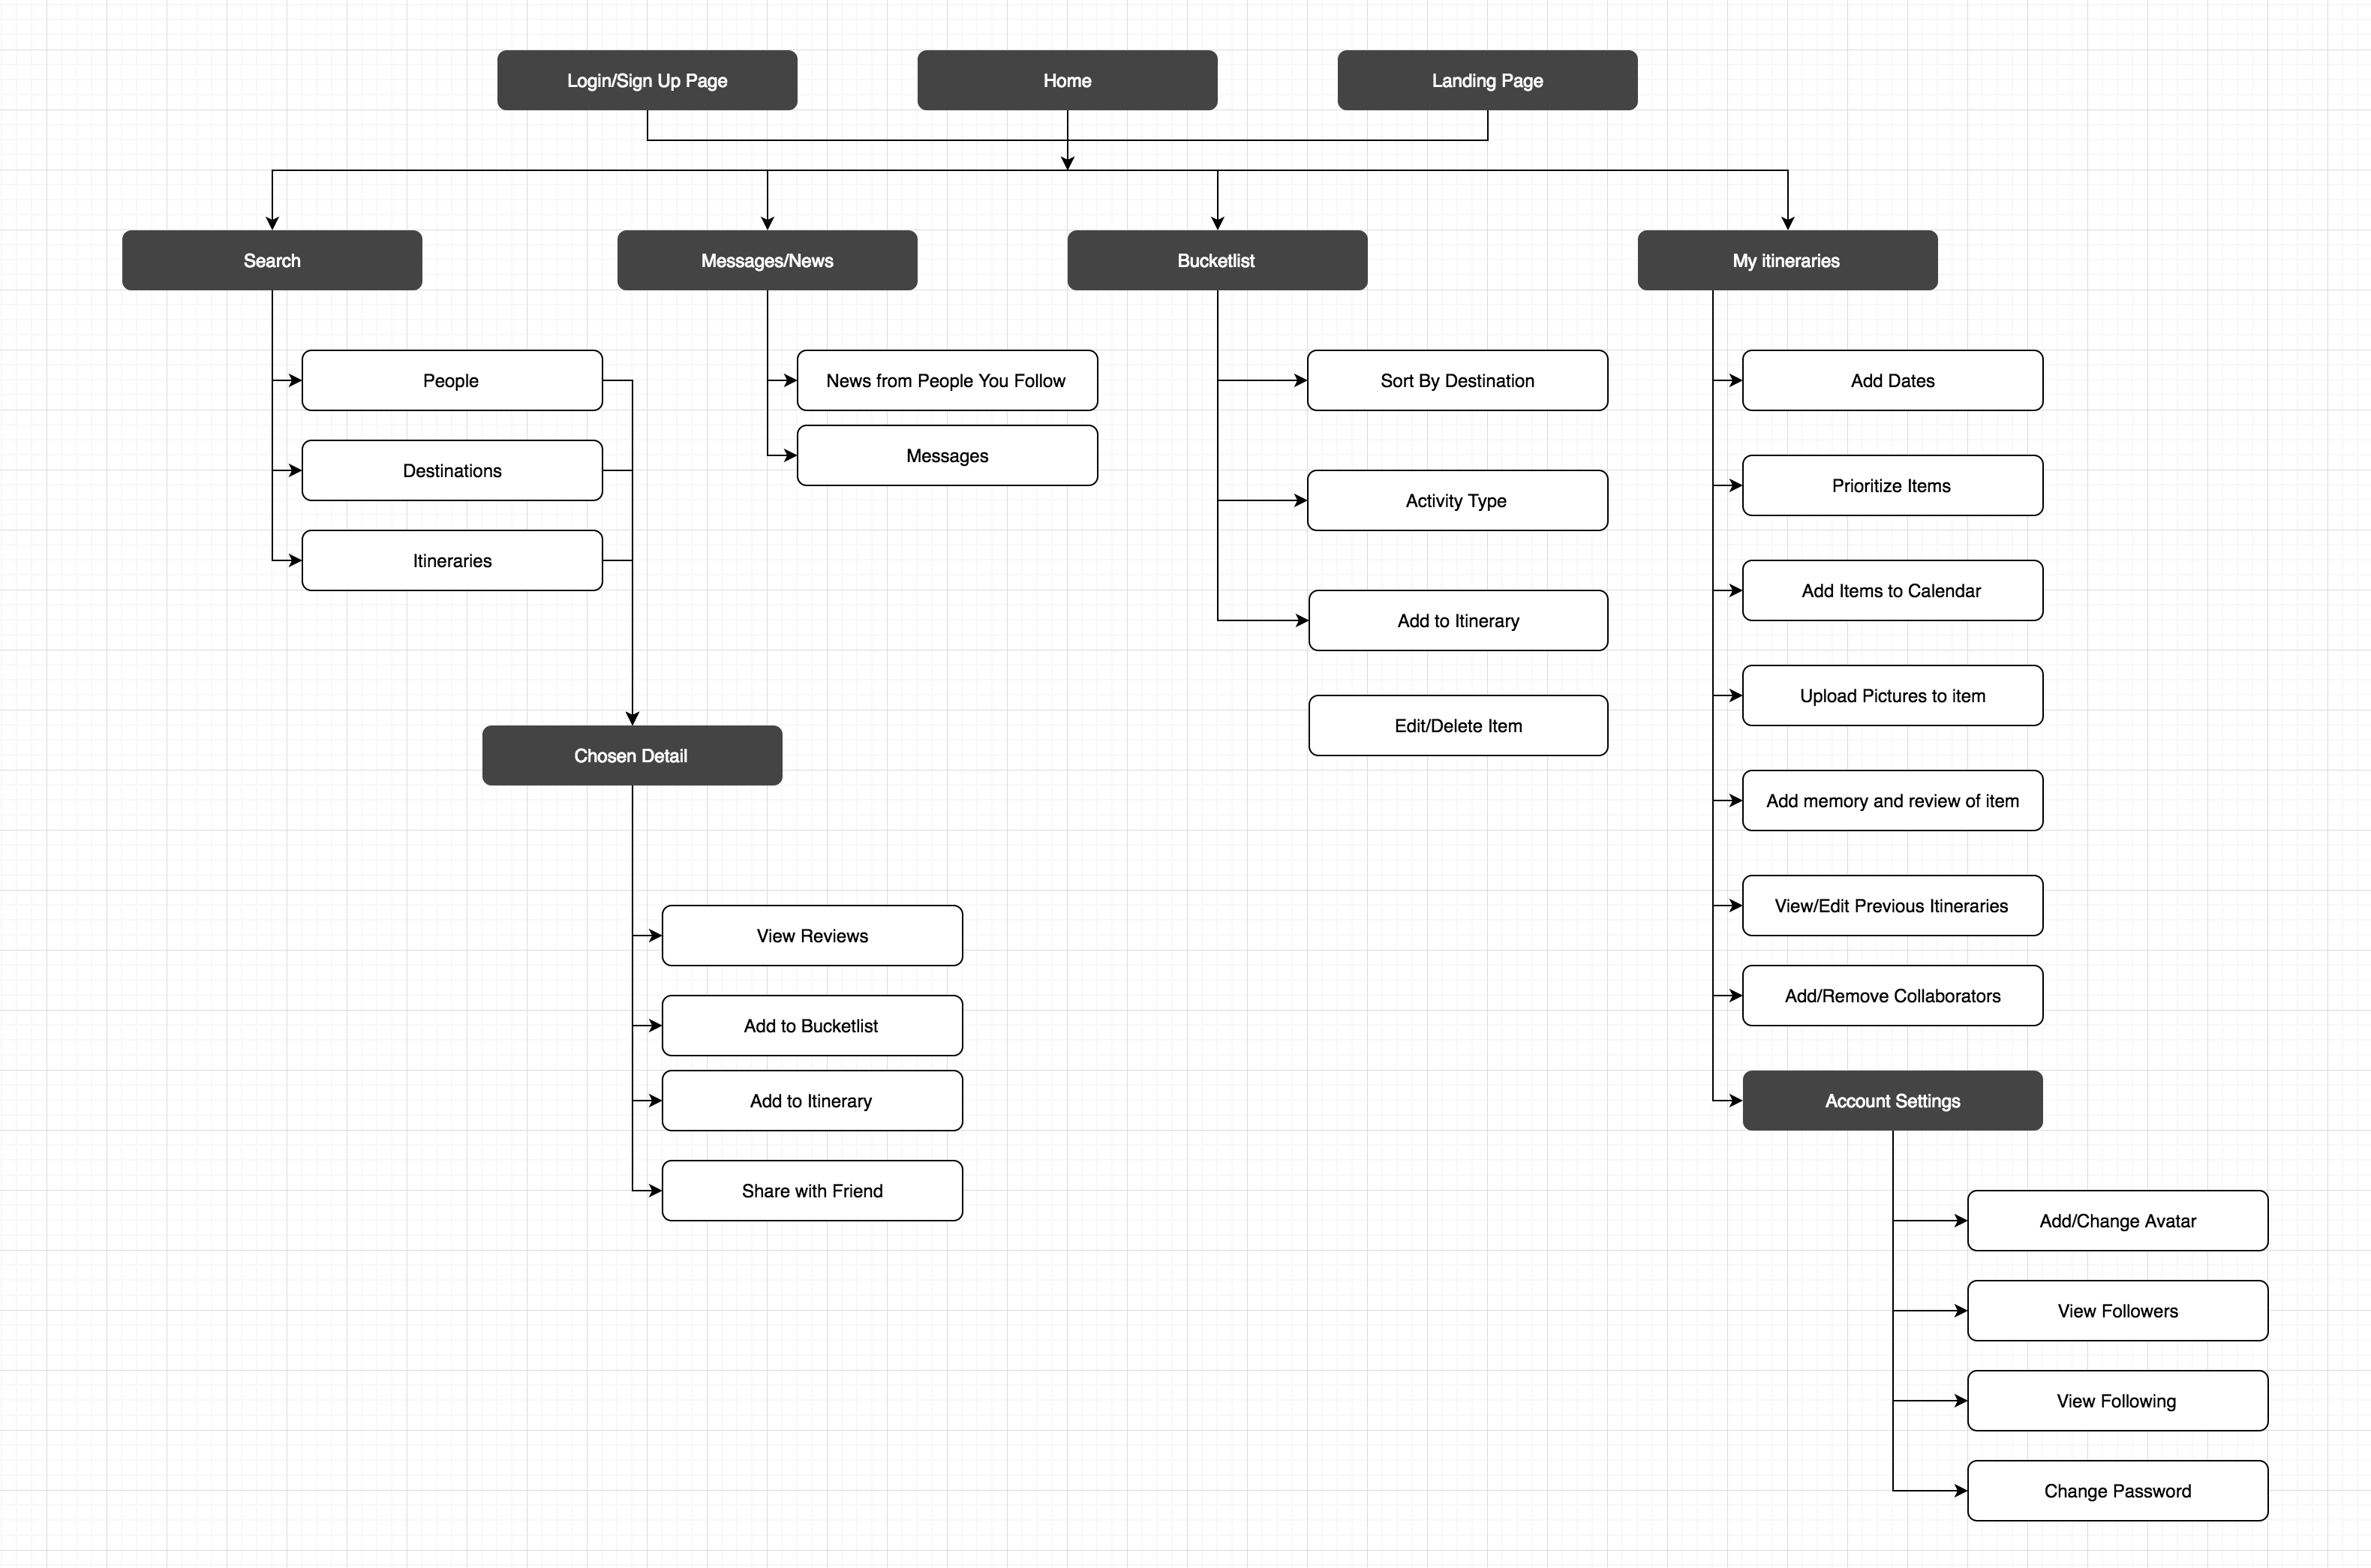 Login/Sign Up Page
Home
Landing Page
Search
Messages/News
Bucketlist
My itineraries
People
Destinations
Itineraries
News from People You Follow
Messages
Sort By Destination
Activity Type
Add to Itinerary
Edit/Delete Item
Add Dates
Prioritize Items
Add Items to Calendar
Upload Pictures to item
Add memory and review of item
View/Edit Previous Itineraries
Add/Remove Collaborators
Chosen Detail
View Reviews
Add to Bucketlist
Add to Itinerary
Share with Friend
Account Settings
Add/Change Avatar
View Followers
View Following
Change Password